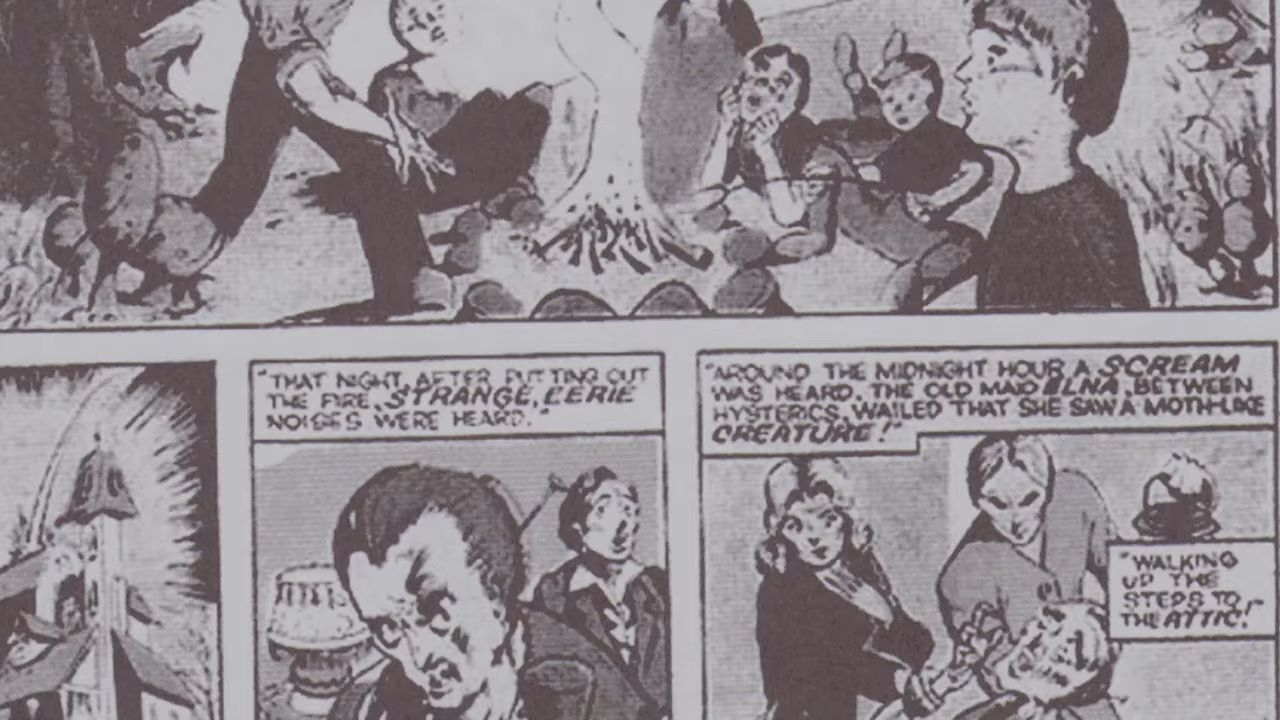 "THAT NIGHT, AFTER PUTTING OUT
THE FIRE, STRANGE, EERIE
NOISES WERE HEARD."
"AROUND THE MIDNIGHT HOUR A SCREAM
WAS HEARD. THE OLD MAID ELNA, BETWEEN
HYSTERICS, WAILED THAT SHE SAW A MOTH-LIKE
CREATURE!"
"WALKING
UP THE
STEPS TO
THE ATTIC!"